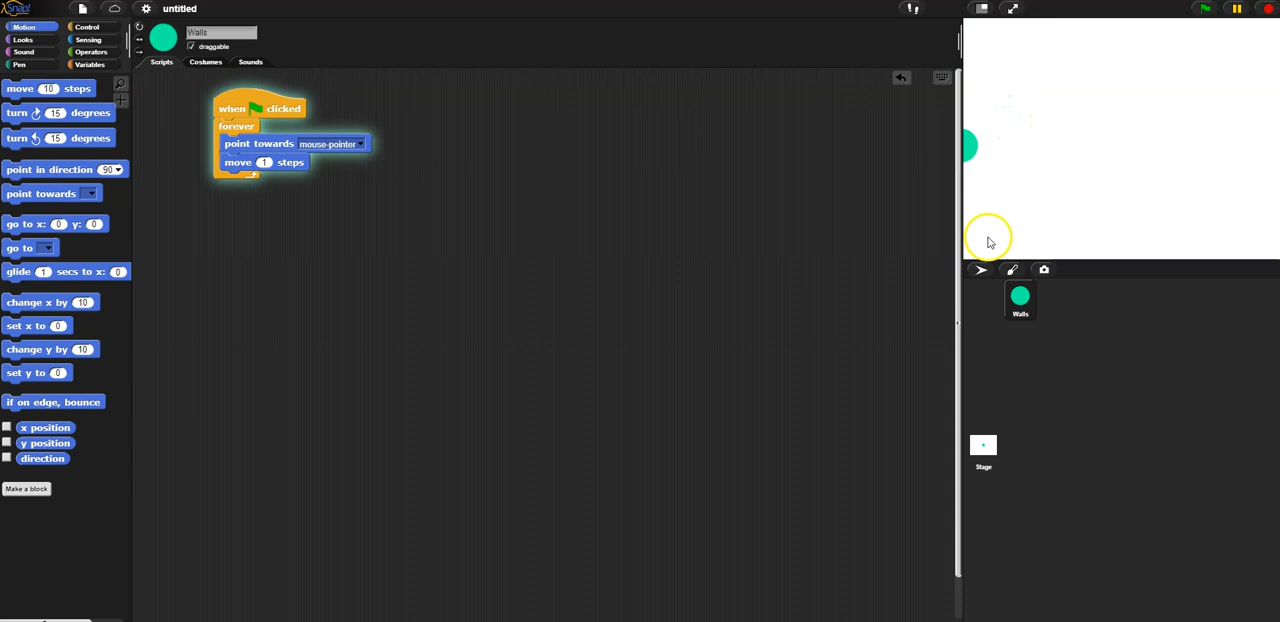 Snap! untitled
Motion Control
Looks Sensing
Sound Operators
Pen Variables
Walls
draggable
Scripts Costumes Sounds
move 10 steps
turn 15 degrees
turn 15 degrees
point in direction 90
point towards
go to x: 0 y: 0
go to
glide 1 secs to x: 0
change x by 10
set x to 0
change y by 10
set y to 0
if on edge, bounce
x position
y position
direction
Make a block
when clicked
forever
point towards mouse-pointer
move 1 steps
Walls
Stage